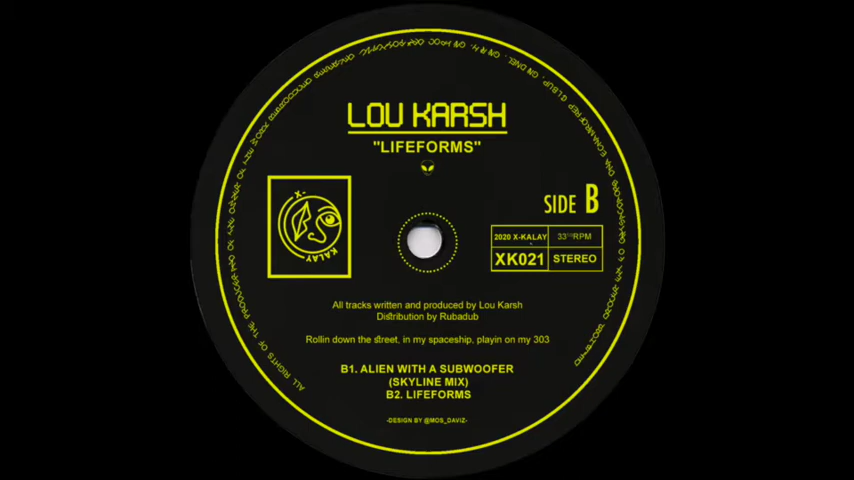 LOU KARSH
"LIFEFORMS"
X-
KALAY
SIDE B
2020 X-KALAY
33⅓RPM
XK021
STEREO
All tracks written and produced by Lou Karsh
Distribution by Rubadub
Rollin down the street, in my spaceship, playin on my 303
B1. ALIEN WITH A SUBWOOFER
(SKYLINE MIX)
B2. LIFEFORMS
-DESIGN BY @MOS_DAVIZ-
ALL RIGHTS OF THE